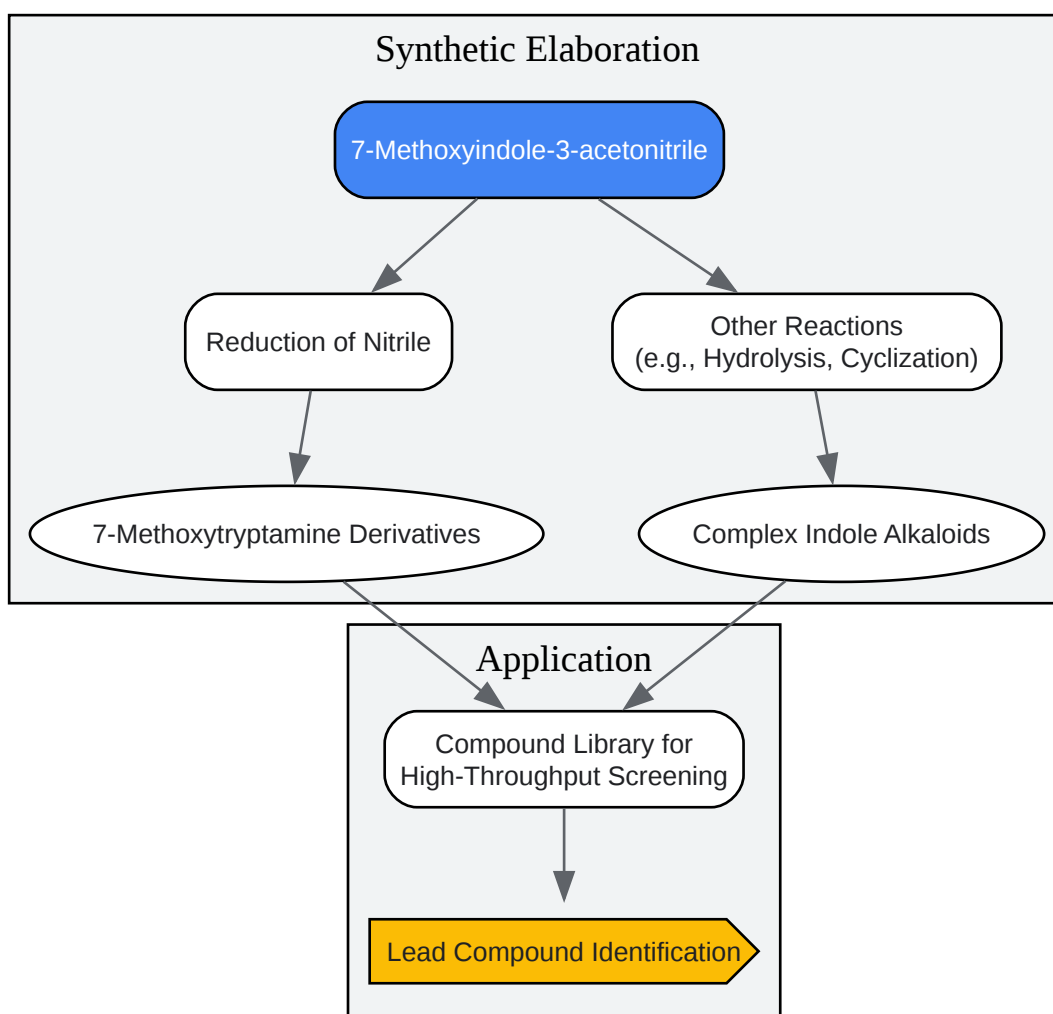 Synthetic Elaboration
7-Methoxyindole-3-acetonitrile
Reduction of Nitrile
Other Reactions
(e.g., Hydrolysis, Cyclization)
7-Methoxytryptamine Derivatives
Complex Indole Alkaloids
Application
Compound Library for
High-Throughput Screening
Lead Compound Identification